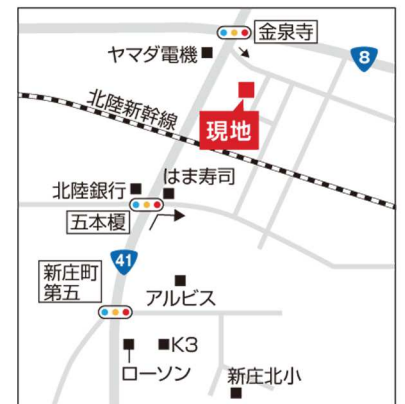 金泉寺
ヤマダ電機
8
北陸新幹線
現地
はま寿司
北陸銀行
五本榎
41
新庄町
第五
アルビス
K3
ローソン
新庄北小